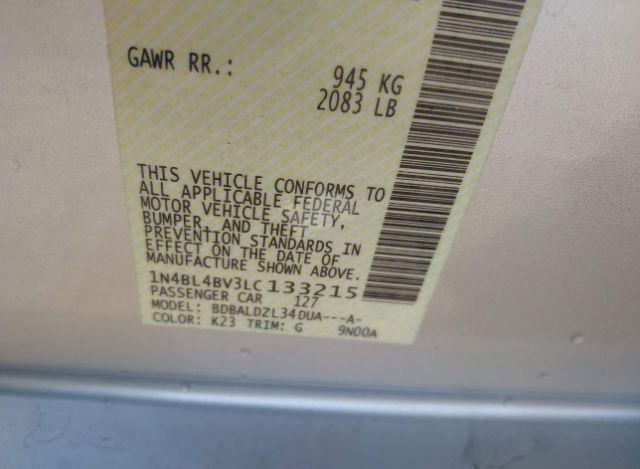 GAWR RR.: 945 KG
2083 LB
THIS VEHICLE CONFORMS TO
ALL APPLICABLE FEDERAL
MOTOR VEHICLE SAFETY,
BUMPER, AND THEFT
PREVENTION STANDARDS IN
EFFECT ON THE DATE OF
MANUFACTURE SHOWN ABOVE.
1N4BL4BV3LC133215
PASSENGER CAR 127
MODEL: BDBALDZL34DUA---A-
COLOR: K23 TRIM: G 9N00A